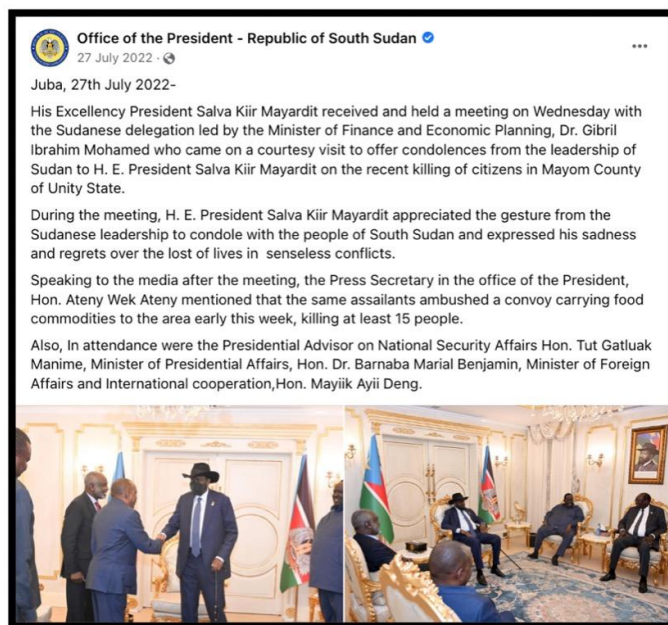 Office of the President - Republic of South Sudan
27 July 2022 ·
Juba, 27th July 2022-
His Excellency President Salva Kiir Mayardit received and held a meeting on Wednesday with
the Sudanese delegation led by the Minister of Finance and Economic Planning, Dr. Gibril
Ibrahim Mohamed who came on a courtesy visit to offer condolences from the leadership of
Sudan to H. E. President Salva Kiir Mayardit on the recent killing of citizens in Mayom County
of Unity State.
During the meeting, H. E. President Salva Kiir Mayardit appreciated the gesture from the
Sudanese leadership to condole with the people of South Sudan and expressed his sadness
and regrets over the lost of lives in senseless conflicts.
Speaking to the media after the meeting, the Press Secretary in the office of the President,
Hon. Ateny Wek Ateny mentioned that the same assailants ambushed a convoy carrying food
commodities to the area early this week, killing at least 15 people.
Also, In attendance were the Presidential Advisor on National Security Affairs Hon. Tut Gatluak
Manime, Minister of Presidential Affairs, Hon. Dr. Barnaba Marial Benjamin, Minister of Foreign
Affairs and International cooperation,Hon. Mayiik Ayii Deng.